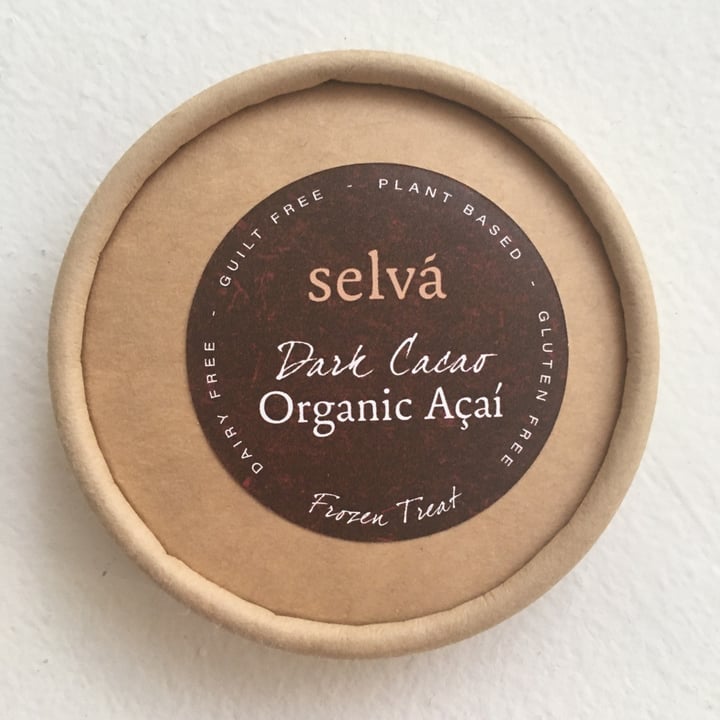 DAIRY FREE - GUILT FREE - PLANT BASED - GLUTEN FREE
selvá
Dark Cacao
Organic Açaí
Frozen Treat